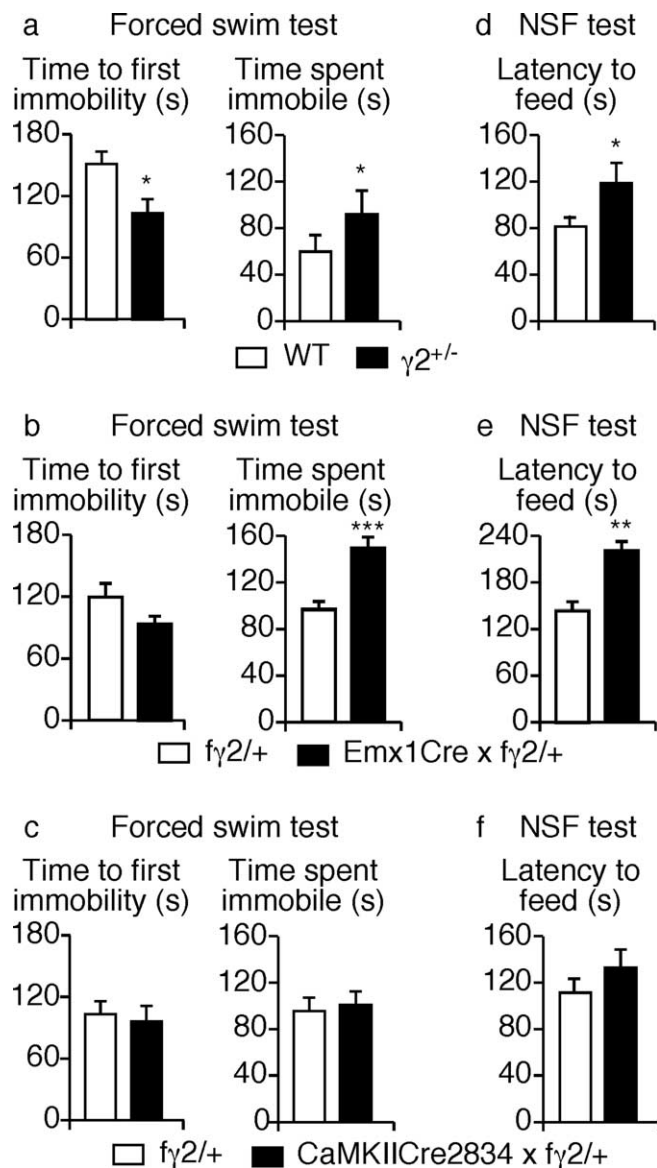 a Forced swim test d NSF test
Time to first Time spent Latency to
immobility (s) immobile (s) feed (s)
180 160 160
120 120 120
* * *
80 80
60 40 40
0 0 0
WT γ2+/-
b Forced swim test e NSF test
Time to first Time spent Latency to
immobility (s) immobile (s) feed (s)
180 160 240
*** **
120 120 180
80 120
60 40 60
0 0 0
fγ2/+ Emx1Cre x fγ2/+
c Forced swim test f NSF test
Time to first Time spent Latency to
immobility (s) immobile (s) feed (s)
180 160 160
120 120 120
80 80
60 40 40
0 0 0
fγ2/+ CaMKIICre2834 x fγ2/+